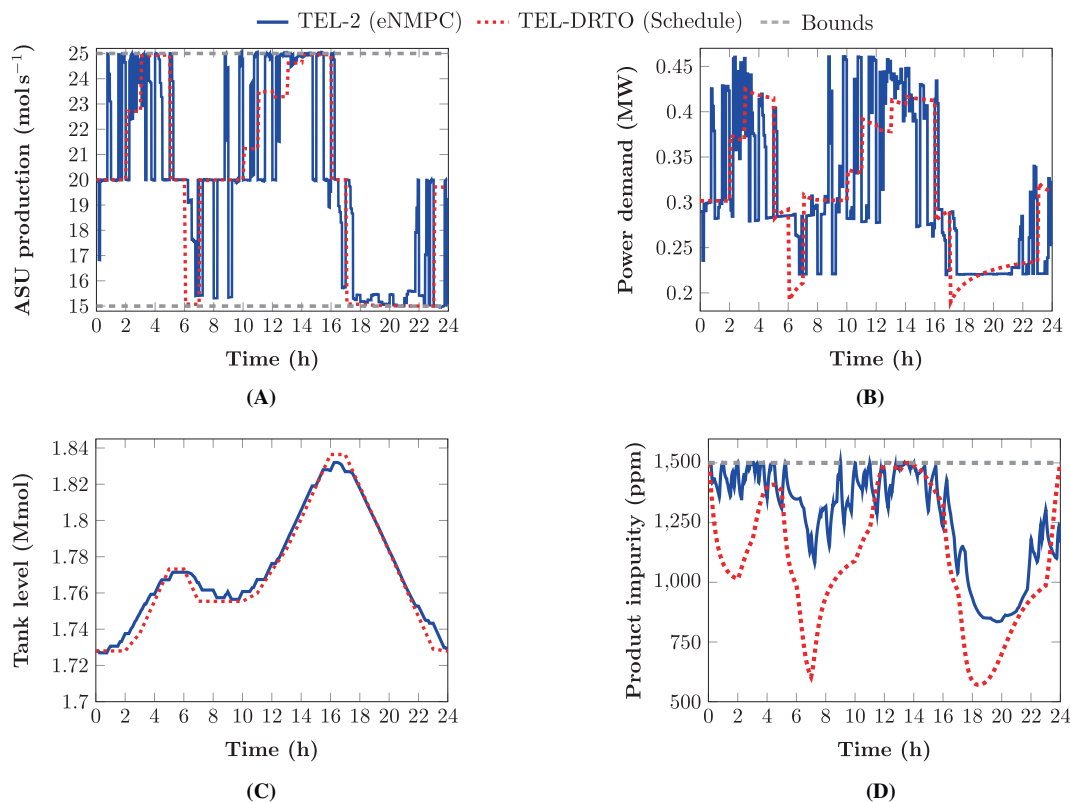 TEL-2 (eNMPC) TEL-DRTO (Schedule) Bounds
ASU production (mol s⁻¹)
25
24
23
22
20
19
18
16
15
0 2 4 6 8 10 12 14 16 18 20 22 24
Time (h)
(A)
Power demand (MW)
0.45
0.4
0.35
0.3
0.25
0.2
0 2 4 6 8 10 12 14 16 18 20 22 24
Time (h)
(B)
Tank level (Mmol)
1.84
1.82
1.8
1.78
1.76
1.74
1.72
1.7
0 2 4 6 8 10 12 14 16 18 20 22 24
Time (h)
(C)
Product impurity (ppm)
1,500
1,250
1,000
750
500
0 2 4 6 8 10 12 14 16 18 20 22 24
Time (h)
(D)